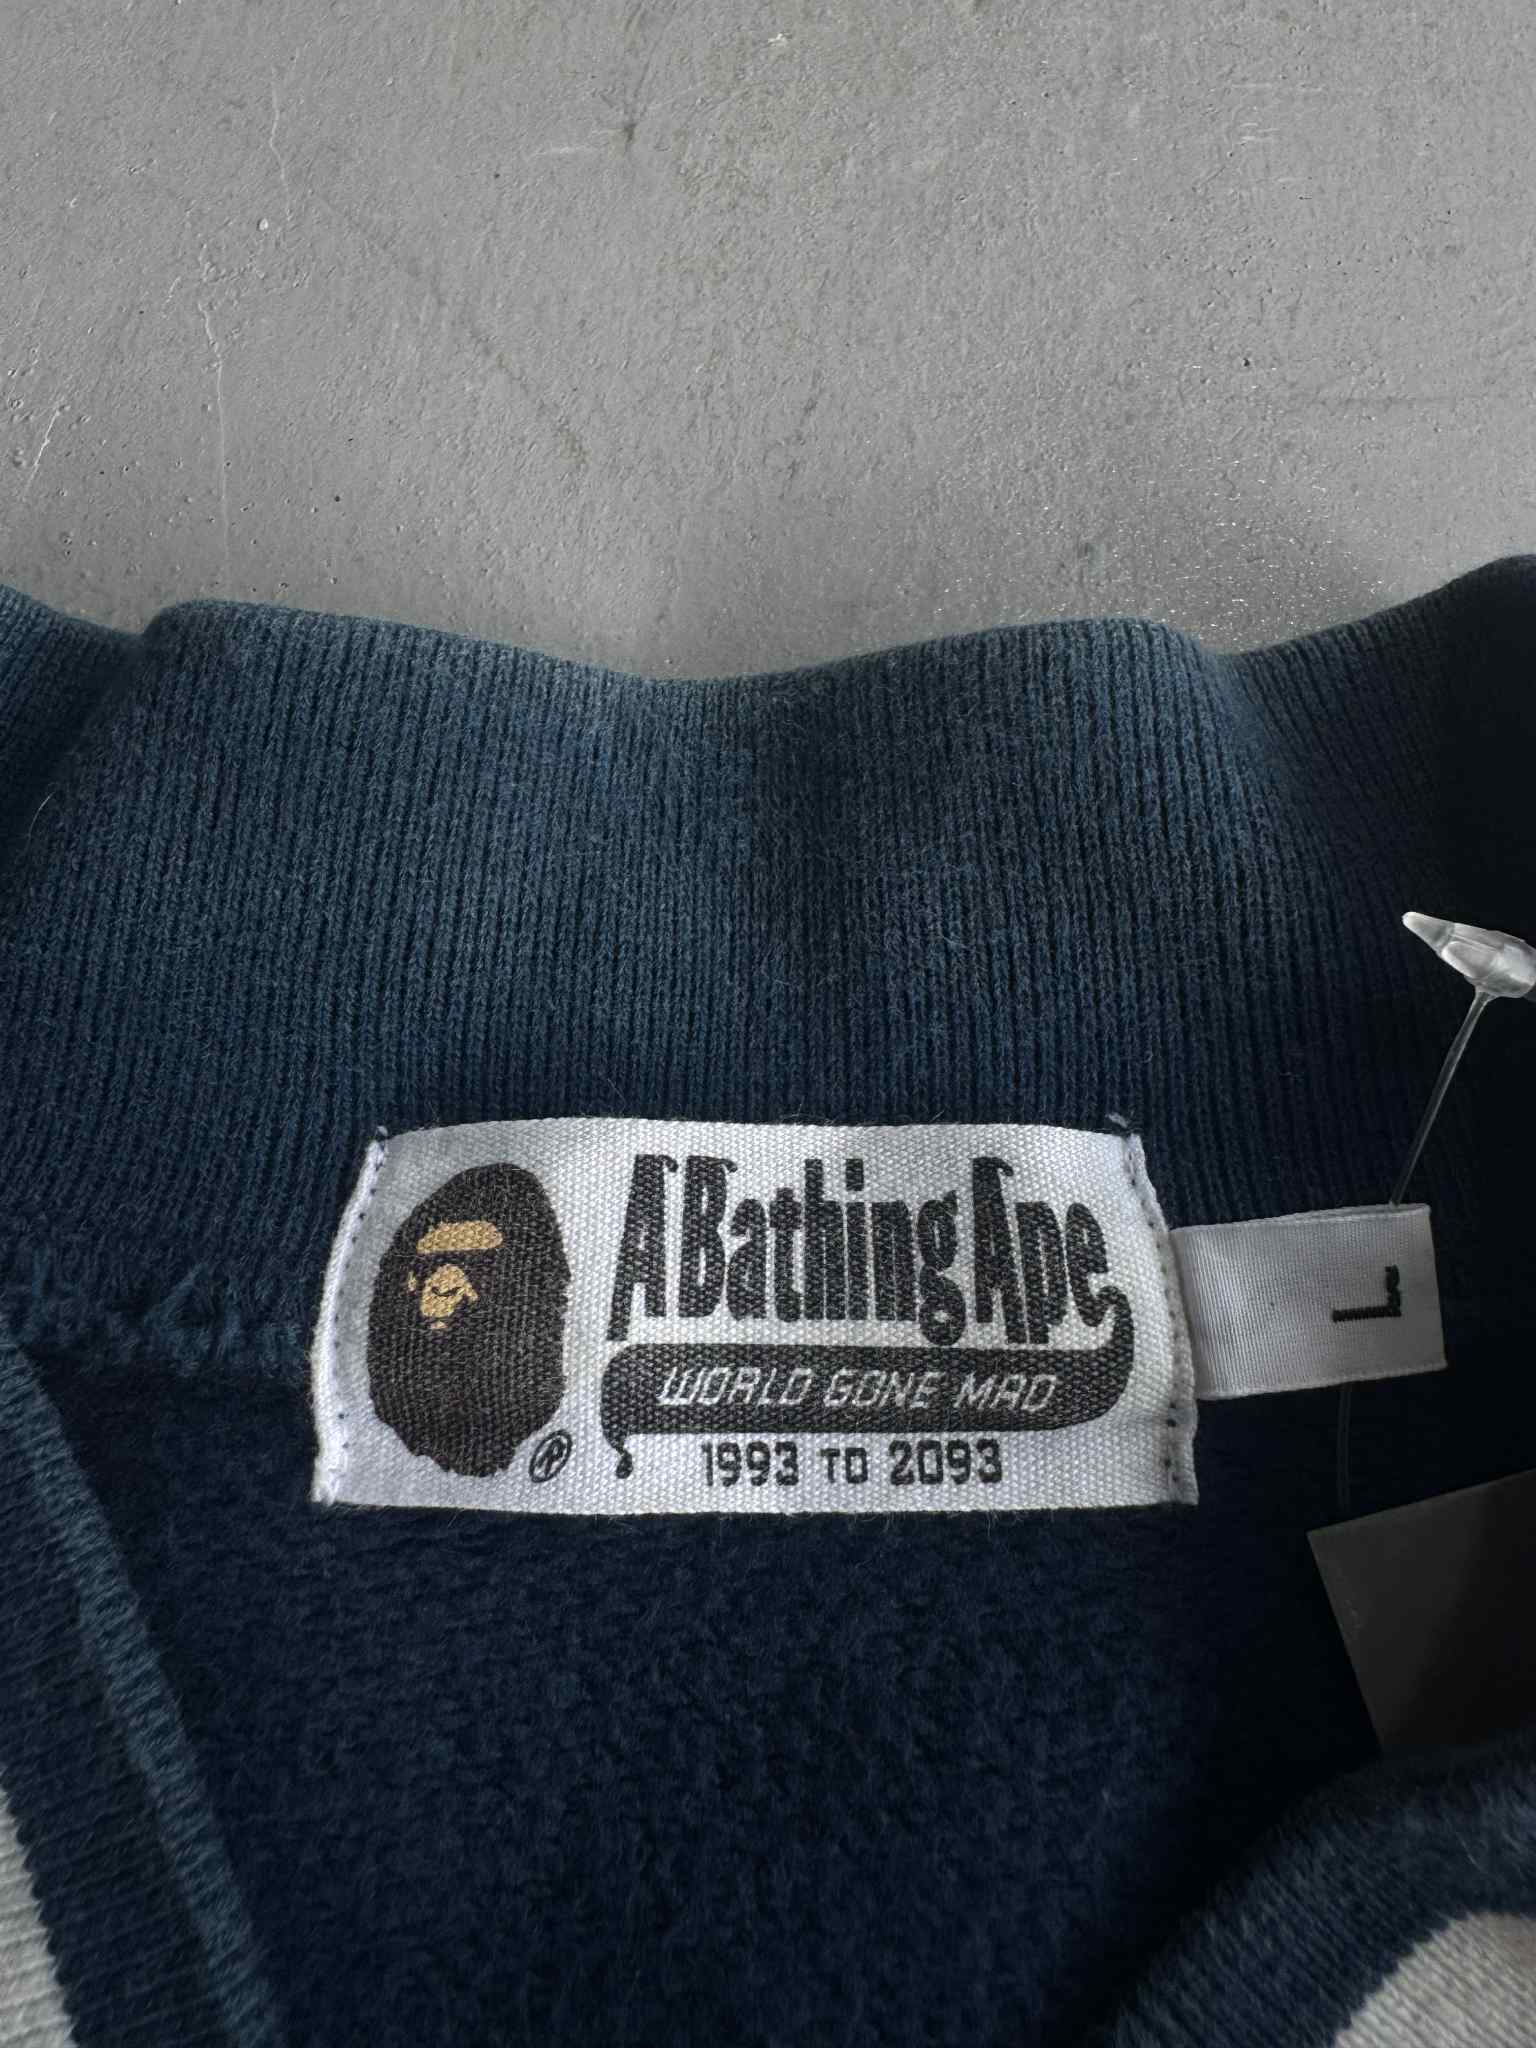 A Bathing Ape
WORLD GONE MAD
1993 TO 2093
®
L